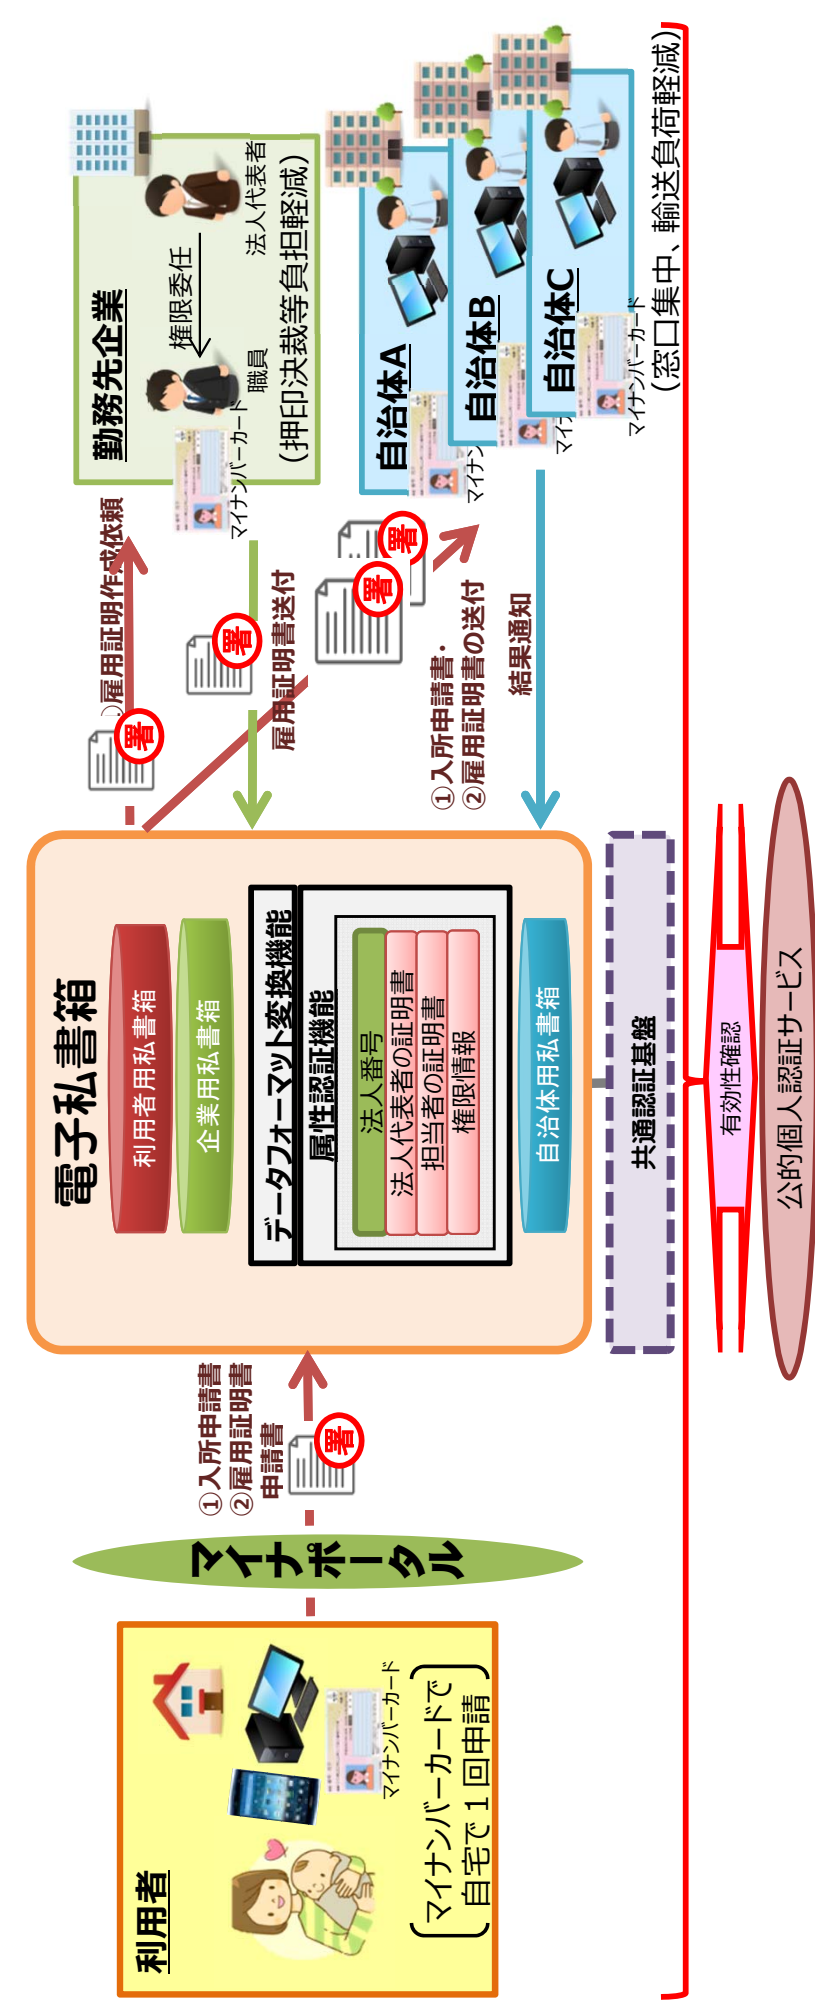 利用者
マイナンバーカード
マイナンバーカードで
自宅で１回申請
マイナポータル
①入所申請書
②雇用証明書
申請書
署
電子私書箱
利用者用私書箱
企業用私書箱
データフォーマット変換機能
属性認証機能
法人番号
法人代表者の証明書
担当者の証明書
権限情報
自治体用私書箱
共通認証基盤
有効性確認
公的個人認証サービス
雇用証明作成依頼
署
署
雇用証明書送付
署
署
①入所申請書・
②雇用証明書の送付
結果通知
勤務先企業
権限委任
職員
法人代表者
マイナンバーカード
(押印決裁等負担軽減)
自治体A
マイナン
自治体B
マイナ
自治体C
マイナンバーカード
(窓口集中、輸送負荷軽減)